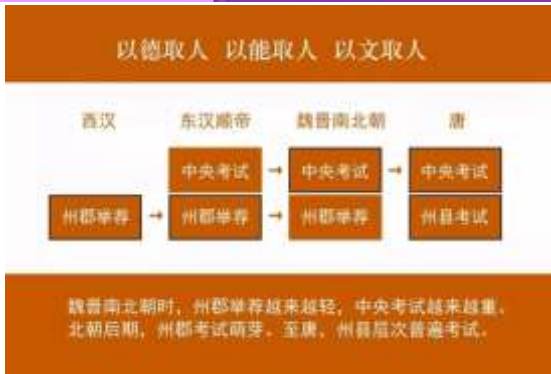 以德取人 以能取人 以文取人
西汉 东汉顺帝 魏晋南北朝 唐
中央考试 → 中央考试 → 中央考试
州郡举荐 → 州郡举荐 → 州郡举荐 州县考试
魏晋南北朝时，州郡举荐越来越轻，中央考试越来越重。
北朝后期，州郡考试萌芽。至唐，州县层次普遍考试。